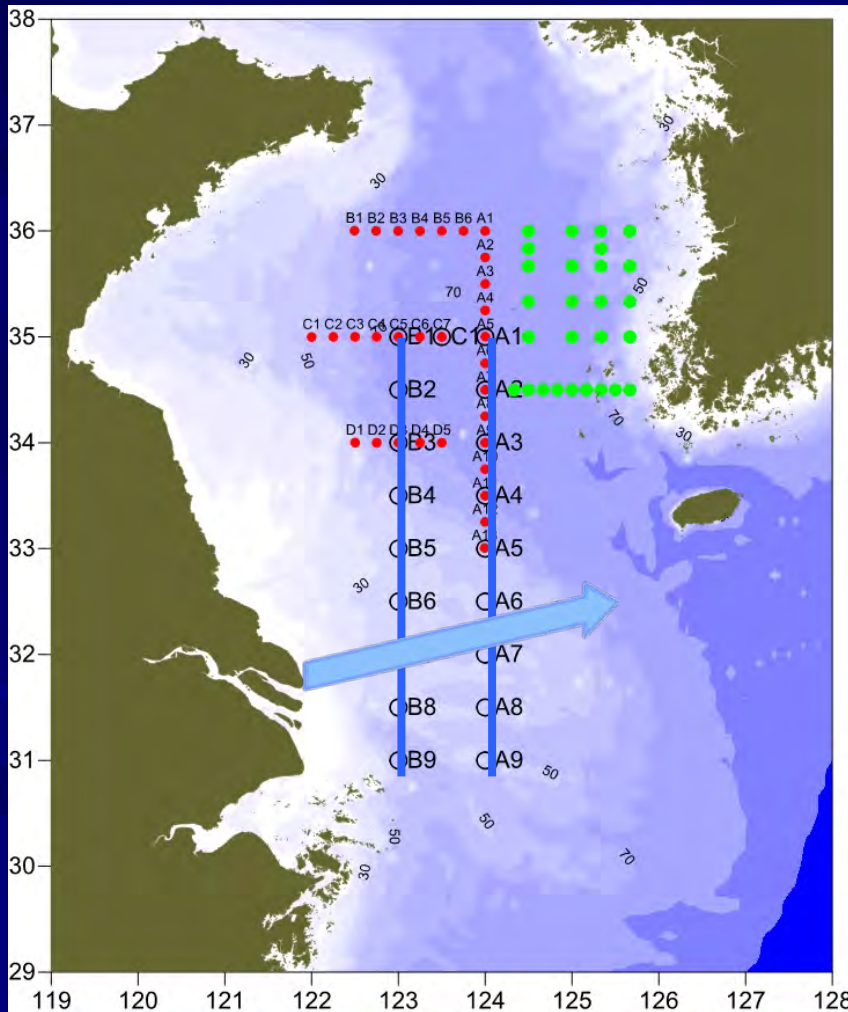 38
37
30
30
36
B1 B2 B3 B4 B5 B6 A1
A2
A3
50
70
A4
C1 C2 C3 C4 C5 C6 C7
A5
35
B1
C1
A1
30
50
B2
A2
70
D1 D2 D3 D4 D5
30
34
B3
A3
B4
A4
33
B5
A5
30
B6
A6
32
A7
B8
A8
31
B9
A9
50
50
50
70
30
30
29
119 120 121 122 123 124 125 126 127 128